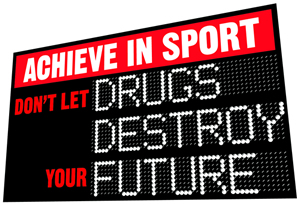 ACHIEVE IN SPORT
DON'T LET DRUGS
DESTROY
YOUR FUTURE